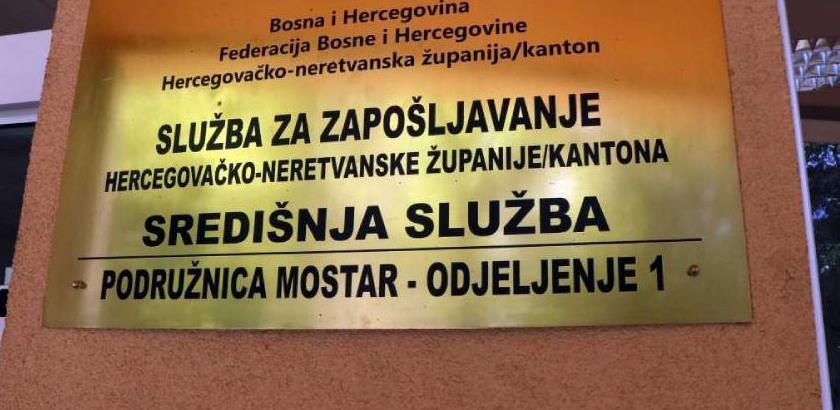 Bosna i Hercegovina
Federacija Bosne i Hercegovine
Hercegovačko-neretvanska županija/kanton
SLUŽBA ZA ZAPOŠLJAVANJE
HERCEGOVAČKO-NERETVANSKE ŽUPANIJE/KANTONA
SREDIŠNJA SLUŽBA
PODRUŽNICA MOSTAR - ODJELJENJE 1